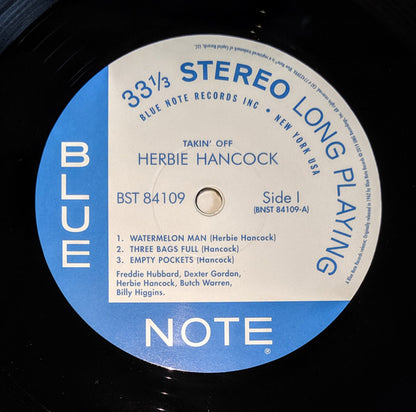 33 1/3 STEREO LONG PLAYING
BLUE NOTE RECORDS INC • NEW YORK USA
TAKIN' OFF
HERBIE HANCOCK
BST 84109
Side I
(BNST 84109-A)
1. WATERMELON MAN (Herbie Hancock)
2. THREE BAGS FULL (Hancock)
3. EMPTY POCKETS (Hancock)
Freddie Hubbard, Dexter Gordon,
Herbie Hancock, Butch Warren,
Billy Higgins.
BLUE
NOTE
®